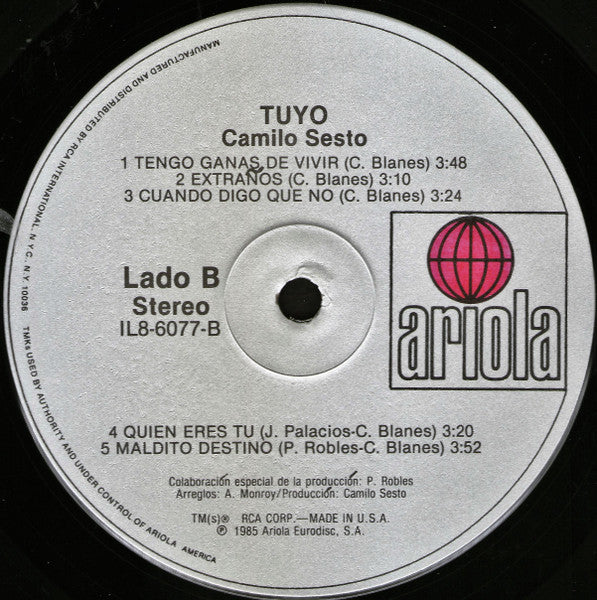 TUYO
Camilo Sesto
1 TENGO GANAS DE VIVIR (C. Blanes) 3:48
2 EXTRAÑOS (C. Blanes) 3:10
3 CUANDO DIGO QUE NO (C. Blanes) 3:24
Lado B
Stereo
IL8-6077-B
ariola
4 QUIEN ERES TU (J. Palacios-C. Blanes) 3:20
5 MALDITO DESTINO (P. Robles-C. Blanes) 3:52
Colaboración especial de la producción: P. Robles
Arreglos: A. Monroy/Producción: Camilo Sesto
TM(s)® RCA CORP.—MADE IN U.S.A.
℗ 1985 Ariola Eurodisc, S.A.
TMKs USED BY AUTHORITY AND UNDER CONTROL OF ARIOLA AMERICA
MANUFACTURED AND DISTRIBUTED BY RCA INTERNATIONAL, N.Y.C. N.Y. 10036